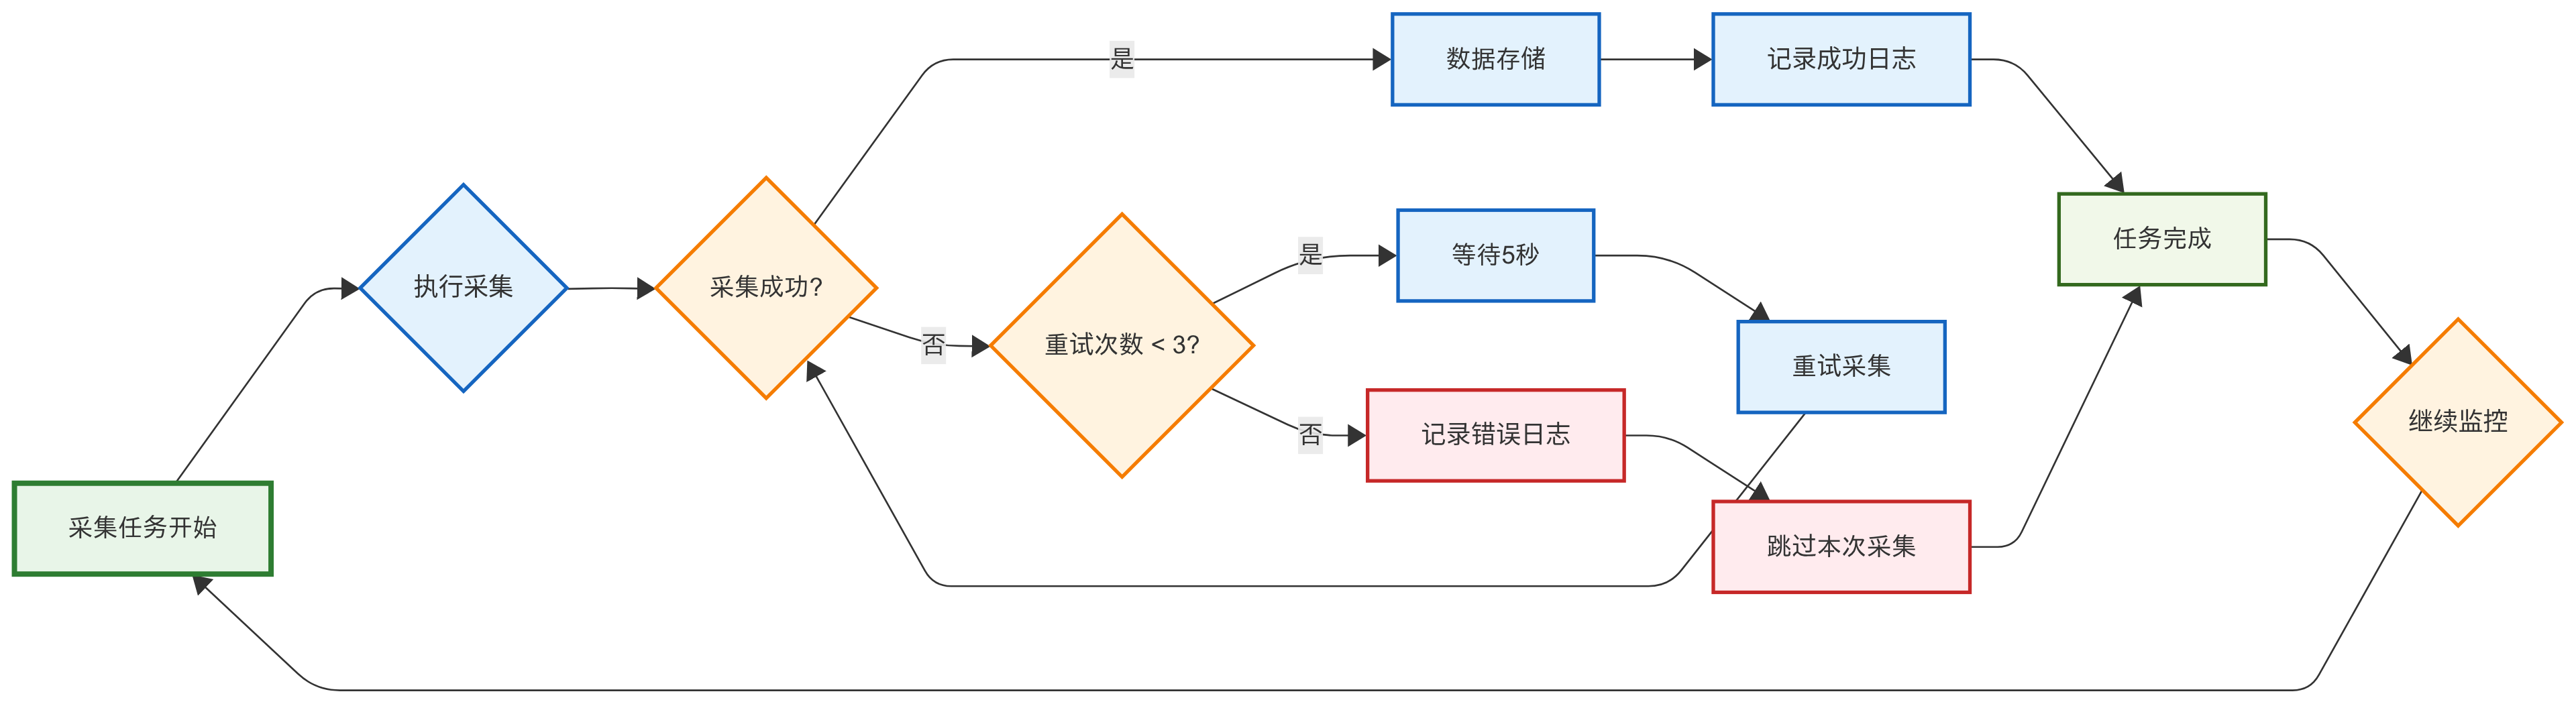 采集任务开始
执行采集
采集成功?
是
否
重试次数 < 3?
是
否
数据存储
记录成功日志
等待5秒
重试采集
记录错误日志
跳过本次采集
任务完成
继续监控